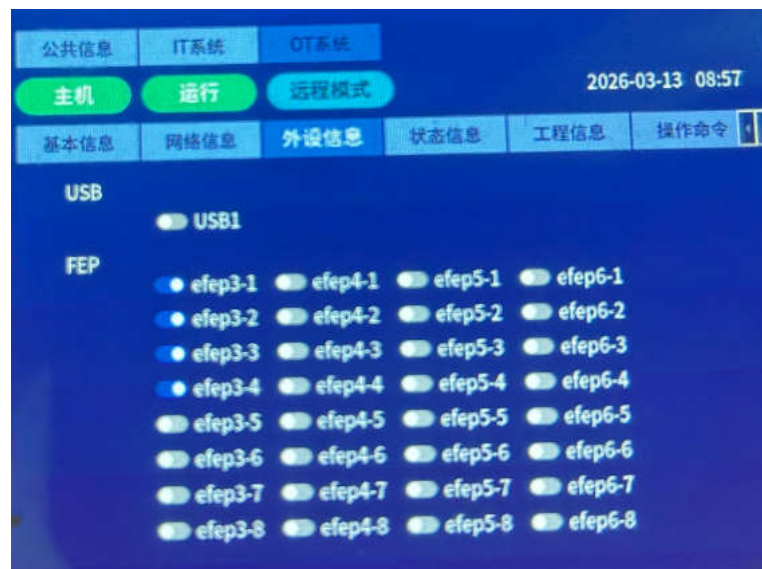 公共信息 IT系统 OT系统
主机 运行 远程模式 2026-03-13 08:57
基本信息 网络信息 外设信息 状态信息 工程信息 操作命令
USB
USB1
FEP
efep3-1 efep4-1 efep5-1 efep6-1
efep3-2 efep4-2 efep5-2 efep6-2
efep3-3 efep4-3 efep5-3 efep6-3
efep3-4 efep4-4 efep5-4 efep6-4
efep3-5 efep4-5 efep5-5 efep6-5
efep3-6 efep4-6 efep5-6 efep6-6
efep3-7 efep4-7 efep5-7 efep6-7
efep3-8 efep4-8 efep5-8 efep6-8